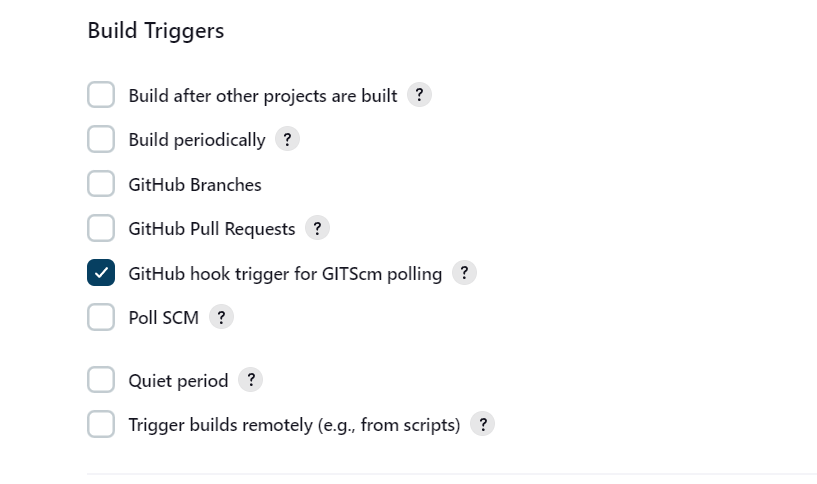 Build Triggers
Build after other projects are built ?
Build periodically ?
GitHub Branches
GitHub Pull Requests ?
GitHub hook trigger for GITScm polling ?
Poll SCM ?
Quiet period ?
Trigger builds remotely (e.g., from scripts) ?